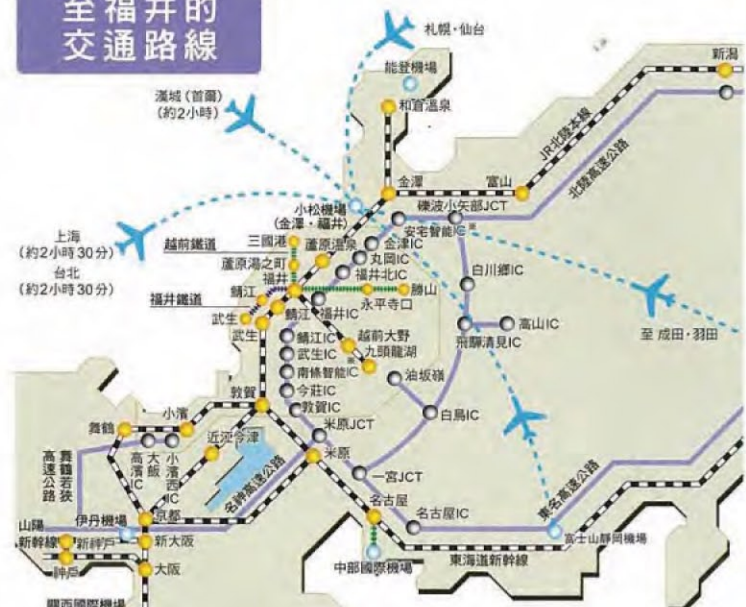 至福井的
交通路線
札幌・仙台
能登機場
新潟
漢城(首爾)
(約2小時)
和倉溫泉
JR北陸本線
北陸高速公路
金澤
富山
小松機場
(金澤・福井)
礪波小矢部JCT
安宅智能IC
上海
(約2小時30分)
台北
(約2小時30分)
越前鐵道
三國港
蘆原溫泉
金津IC
丸岡IC
蘆原湯之町
福井北IC
白川鄉IC
福井
勝山
永平寺口
福井鐵道
鯖江
鯖江
福井IC
武生
武生
越前大野
高山IC
飛驒清見IC
至 成田・羽田
鯖江IC
武生IC
九頭龍湖
南條智能IC
油坂嶺
今莊IC
敦賀
敦賀IC
白鳥IC
舞鶴
小濱
近江今津
米原JCT
米原
舞鶴若狹
高速公路
高濱IC
大飯
小濱西IC
名神高速公路
一宮JCT
東名高速公路
京都
名古屋
名古屋IC
山陽
新幹線
伊丹機場
新神戶
新大阪
富士山靜岡機場
神戶
大阪
中部國際機場
東海道新幹線
關西國際機場